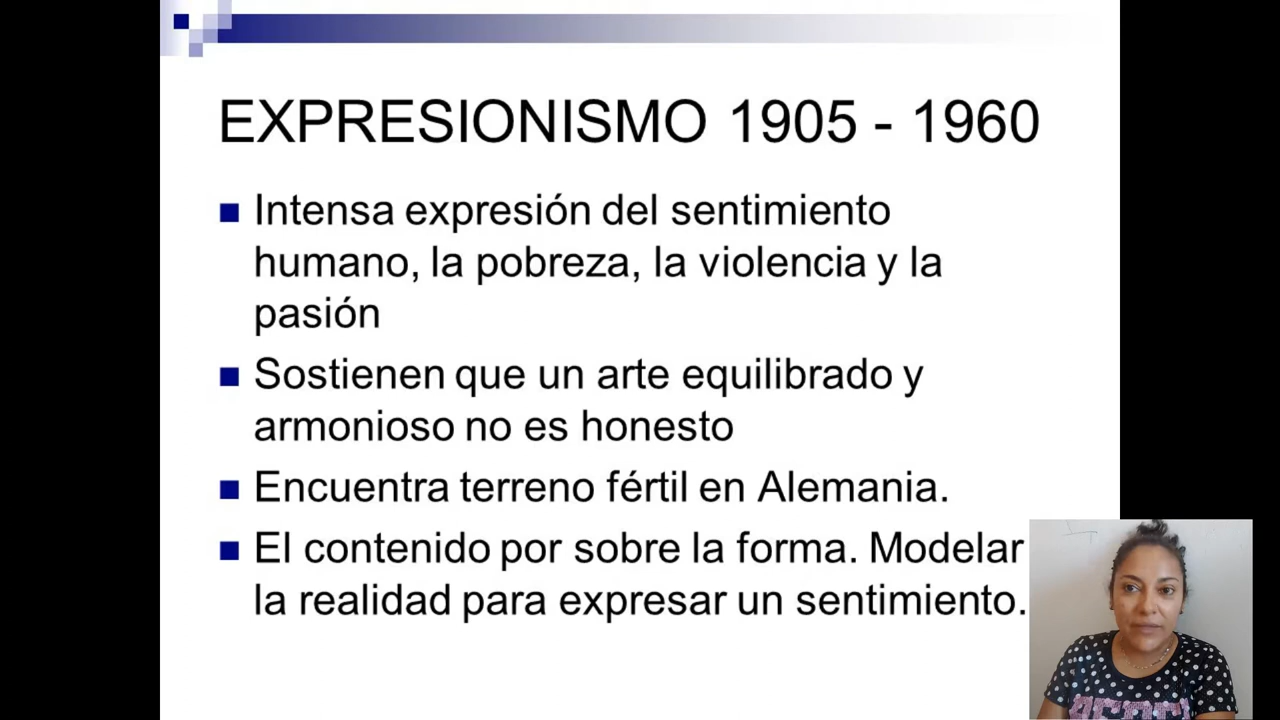 EXPRESIONISMO 1905 - 1960
Intensa expresión del sentimiento
humano, la pobreza, la violencia y la
pasión
Sostienen que un arte equilibrado y
armonioso no es honesto
Encuentra terreno fértil en Alemania.
El contenido por sobre la forma. Modelar
la realidad para expresar un sentimiento.